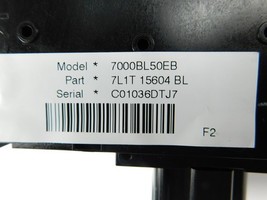 Model * 7000BL50EB
Part * 7L1T 15604 BL
Serial * C01036DTJ7
F2